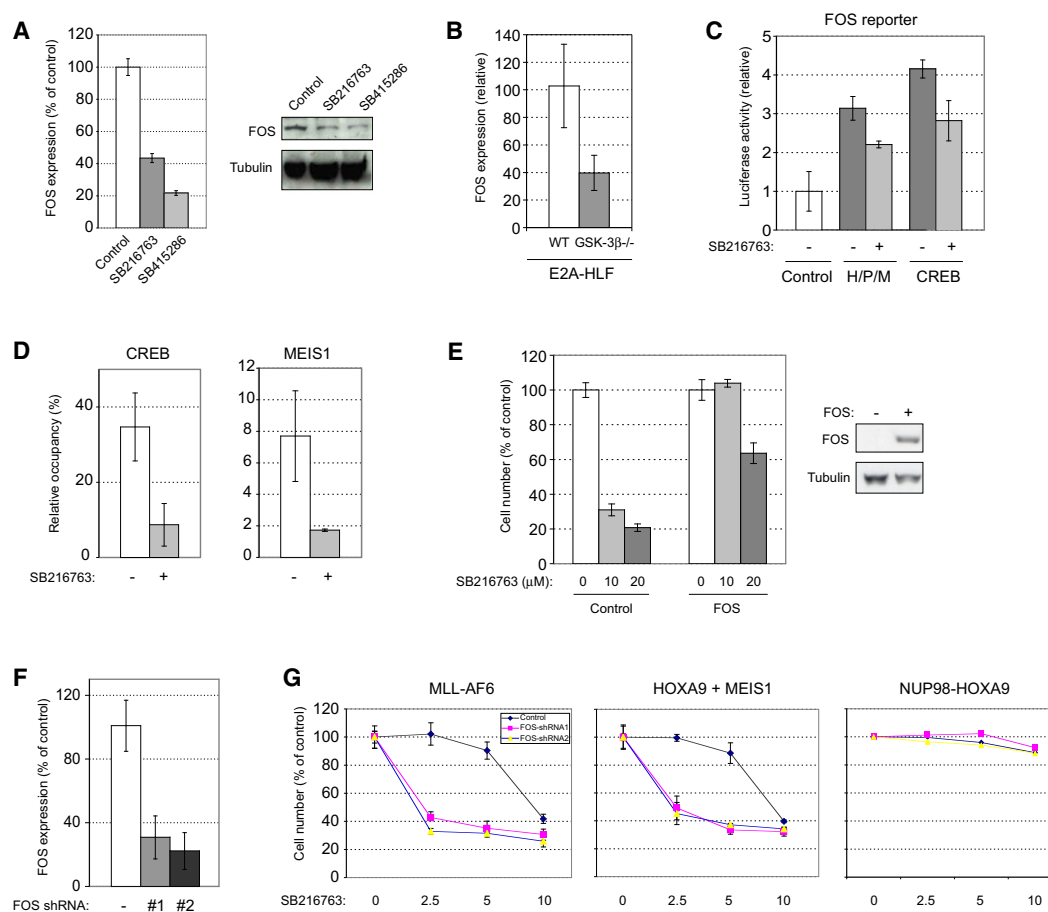 A
FOS expression (% of control)
120
100
80
60
40
20
0
Control
SB216763
SB415286
Control
SB216763
SB415286
FOS
Tubulin
B
FOS expression (relative)
140
120
100
80
60
40
20
0
WT GSK-3β-/-
E2A-HLF
C
FOS reporter
Luciferase activity (relative)
5
4
3
2
1
0
SB216763: - - + - +
Control H/P/M CREB
D
CREB
Relative occupancy (%)
40
20
0
MEIS1
12
10
8
6
4
2
0
SB216763: - + - +
E
Cell number (% of control)
120
100
80
60
40
20
0
SB216763 (μM): 0 10 20 0 10 20
Control FOS
FOS: - +
FOS
Tubulin
F
FOS expression (% of control)
120
80
40
0
FOS shRNA: - #1 #2
G
MLL-AF6
Cell number (% of control)
120
100
80
60
40
20
0
Control
FOS-shRNA1
FOS-shRNA2
HOXA9 + MEIS1
NUP98-HOXA9
SB216763: 0 2.5 5 10 0 2.5 5 10 0 2.5 5 10